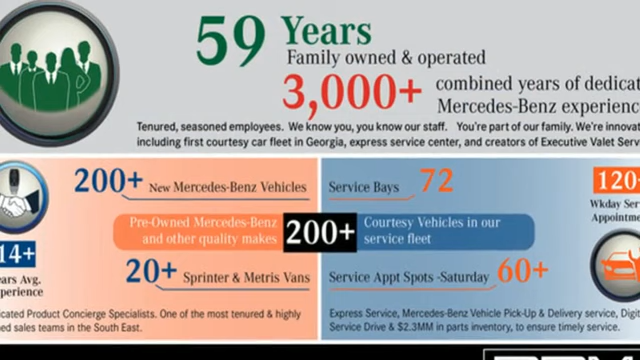 59 Years
Family owned & operated
3,000+ combined years of dedicat
Mercedes-Benz experienc
Tenured, seasoned employees. We know you, you know our staff. You're part of our family. We're innovat
including first courtesy car fleet in Georgia, express service center, and creators of Executive Valet Serv
200+ New Mercedes-Benz Vehicles
Service Bays 72
120+
Wkday Serv
Appointme
Pre-Owned Mercedes-Benz
and other quality makes
200+
Courtesy Vehicles in our
service fleet
14+
ears Avg.
xperience
20+ Sprinter & Metris Vans
Service Appt Spots -Saturday 60+
icated Product Concierge Specialists. One of the most tenured & highly
ed sales teams in the South East.
Express Service, Mercedes-Benz Vehicle Pick-Up & Delivery service, Digit
Service Drive & $2.3MM in parts inventory, to ensure timely service.